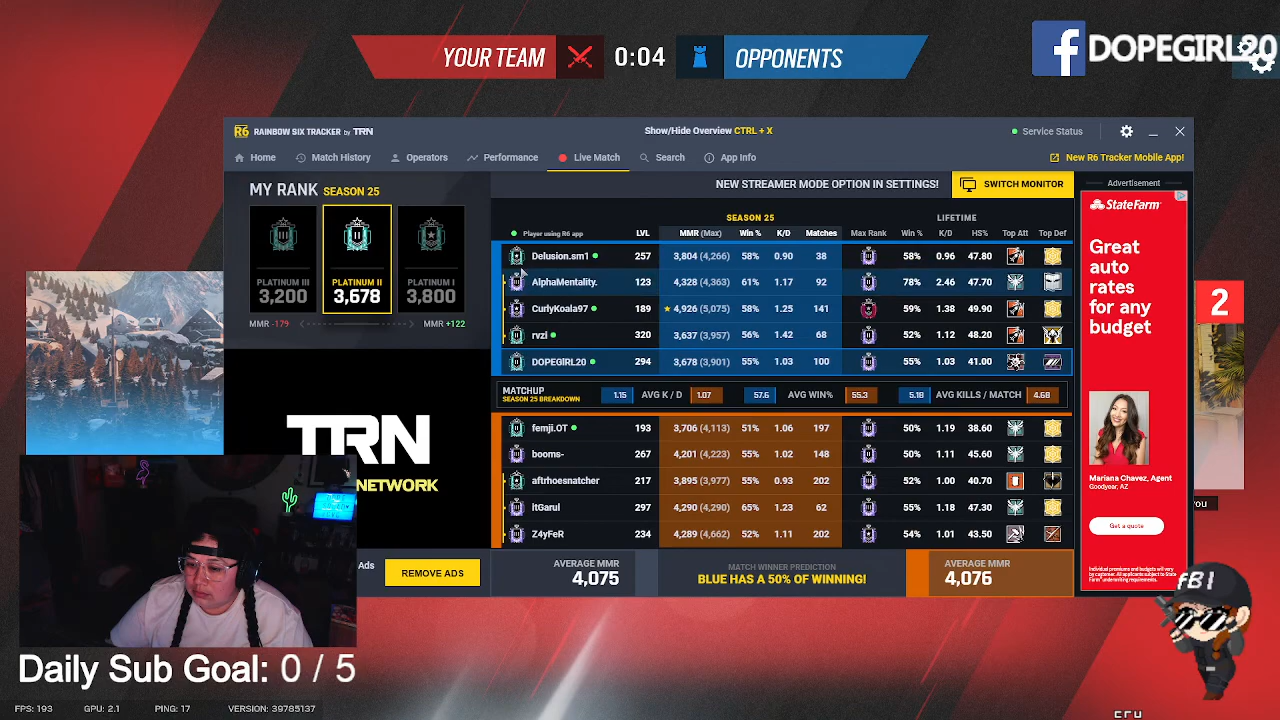 YOUR TEAM 0:04 OPPONENTS
DOPEGIRL20
R6 RAINBOW SIX TRACKER by TRN Show/Hide Overview CTRL + X Service Status
Home Match History Operators Performance Live Match Search App Info New R6 Tracker Mobile App!
MY RANK SEASON 25
PLATINUM III
3,200
PLATINUM II
3,678
PLATINUM I
3,800
MMR -179 MMR +122
NEW STREAMER MODE OPTION IN SETTINGS! SWITCH MONITOR
SEASON 25 LIFETIME
Player using R6 app LVL MMR (Max) Win % K/D Matches Max Rank Win % K/D HS% Top Att Top Def
Delusion.sm1 257 3,804 (4,266) 58% 0.90 38 58% 0.96 47.80
AlphaMentality. 123 4,328 (4,363) 61% 1.17 92 78% 2.46 47.70
CurlyKoala97 189 4,926 (5,075) 58% 1.25 141 59% 1.38 49.90
rvzi 320 3,637 (3,957) 56% 1.42 68 52% 1.12 48.20
DOPEGIRL20 294 3,678 (3,901) 55% 1.03 100 55% 1.03 41.00
MATCHUP
SEASON 25 BREAKDOWN
1.15 AVG K / D 1.07 57.6 AVG WIN% 55.3 5.18 AVG KILLS / MATCH 4.68
femji.OT 193 3,706 (4,113) 51% 1.06 197 50% 1.19 38.60
booms- 267 4,201 (4,223) 55% 1.02 148 50% 1.11 45.60
aftrhoesnatcher 217 3,895 (3,977) 55% 0.93 202 52% 1.00 40.70
ItGarul 297 4,290 (4,290) 65% 1.23 62 55% 1.18 47.30
Z4yFeR 234 4,289 (4,662) 52% 1.11 202 54% 1.01 43.50
AVERAGE MMR
4,075
MATCH WINNER PREDICTION
BLUE HAS A 50% OF WINNING!
AVERAGE MMR
4,076
TRN
NETWORK
Ads REMOVE ADS
Advertisement
StateFarm
Great
auto
rates
for any
budget
Mariana Chavez, Agent
Goodyear, AZ
Get a quote
2
you
FBI
Daily Sub Goal: 0 / 5
FPS: 193 GPU: 2.1 PING: 17 VERSION: 39785137
cru